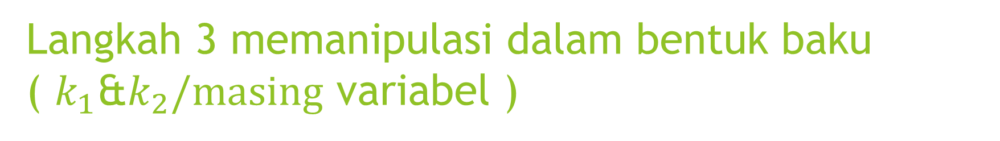 Langkah 3 memanipulasi dalam bentuk baku
( k₁&k₂/masing variabel )